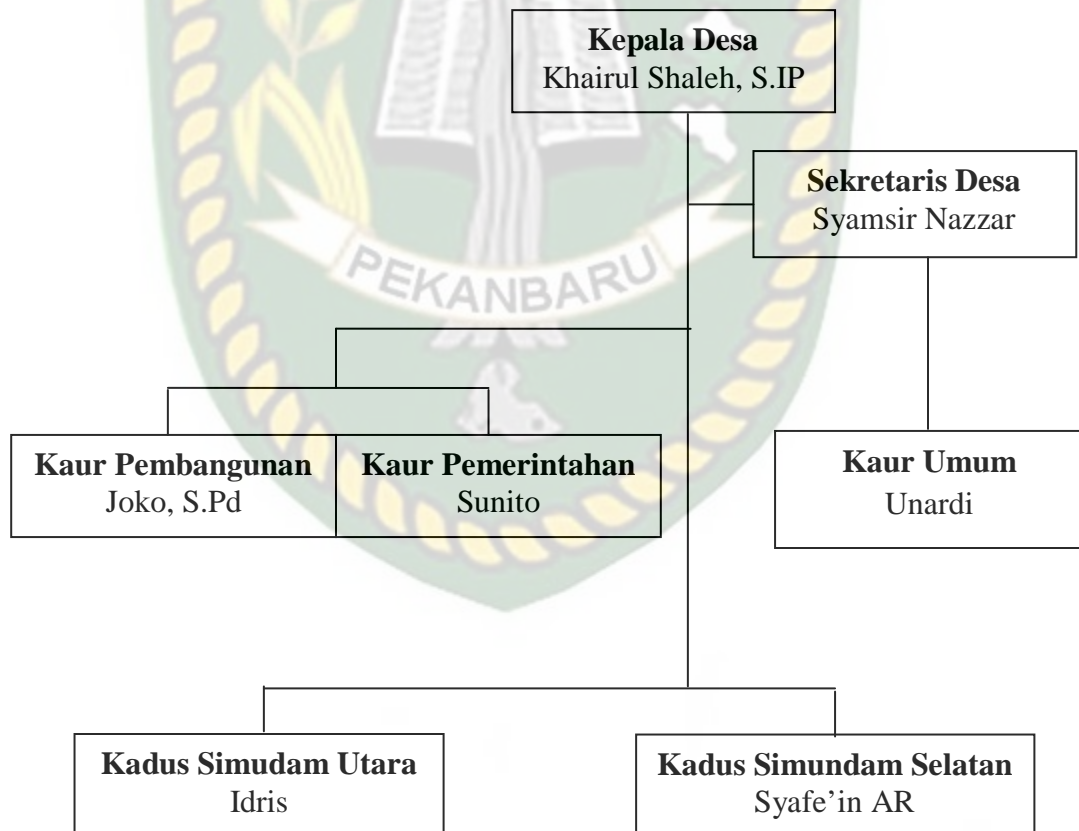 Kepala Desa
Khairul Shaleh, S.IP
Sekretaris Desa
Syamsir Nazzar
PEKANBARU
Kaur Pembangunan
Joko, S.Pd
Kaur Pemerintahan
Sunito
Kaur Umum
Unardi
Kadus Simudam Utara
Idris
Kadus Simundam Selatan
Syafe’in AR